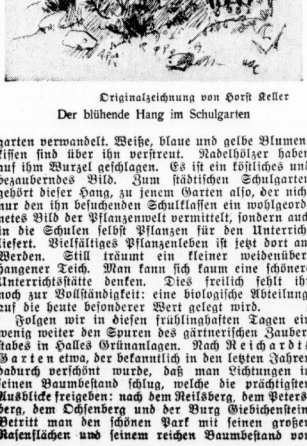 Originalzeichnung von Horst Keller
Der blühende Hang im Schulgarten
garten verwandelt. Weiße, blaue und gelbe Blumen
kissen sind über ihn verstreut. Nadelhölzer haben
auf ihm Wurzel geschlagen. Es ist ein köstliches und
bezauberndes Bild. Zum städtischen Schulgarten
gehört dieser Hang, zu jenem Garten also, der nich
nur den ihn besuchenden Schulklassen ein wohlgeord
netes Bild der Pflanzenwelt vermittelt, sondern auch
in die Schulen selbst Pflanzen für den Unterrich
liefert. Vielfältiges Pflanzenleben ist jetzt dort am
Werden. Still träumt ein kleiner weidenüber
hangener Teich. Man kann sich kaum eine schönere
Unterrichtsstätte denken. Dies freilich fehlt ihr
noch zur Vollständigkeit: eine biologische Abteilung
auf die heute besonderer Wert gelegt wird.
Folgen wir in diesen frühlinghaften Tagen ein
wenig weiter den Spuren des gärtnerischen Zauber
stabes in Halles Grünanlagen. Nach Reichardts
Garten etwa, der bekanntlich in den letzten Jahren
dadurch verschönt wurde, daß man Lichtungen in
seinen Baumbestand schlug, welche die prächtigsten
Ausblicke freigeben: nach dem Reilsberg, dem Peters
berg, dem Ochsenberg und der Burg Giebichenstein
Betritt man den schönen Park mit seinen großen
Rasenflächen und seinem reichen Baumbestand v